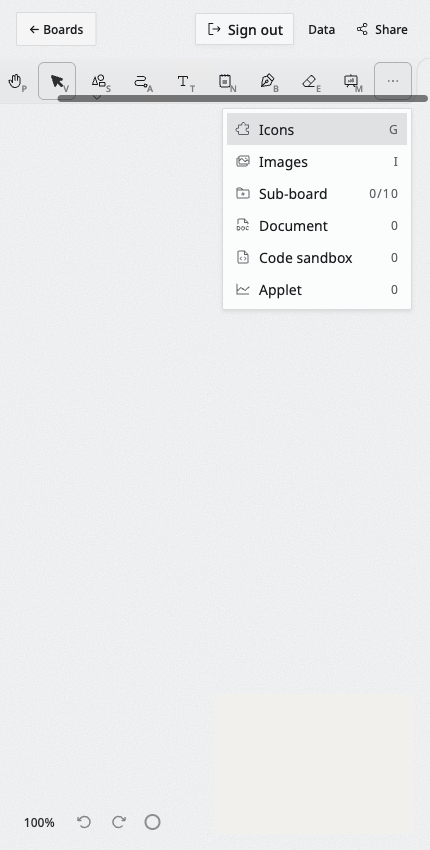 ← Boards
Sign out
Data
Share
P
V
S
A
T
N
B
E
M
Icons G
Images I
Sub-board 0/10
Document 0
Code sandbox 0
Applet 0
100%